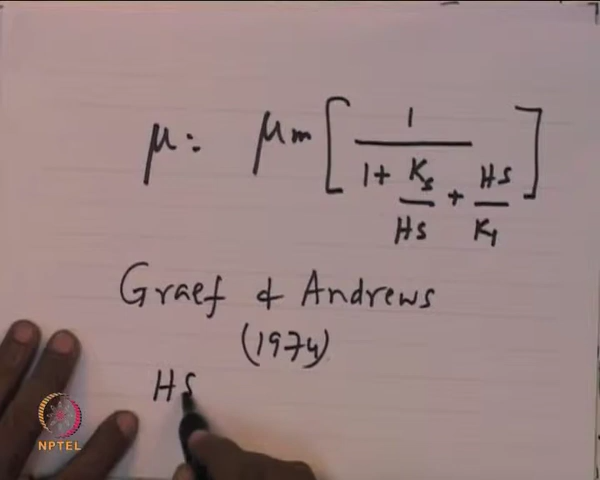 μ = μm [ 1 / (1 + Ks/HS + HS/K1) ]
Graef & Andrews
(1974)
HS
NPTEL